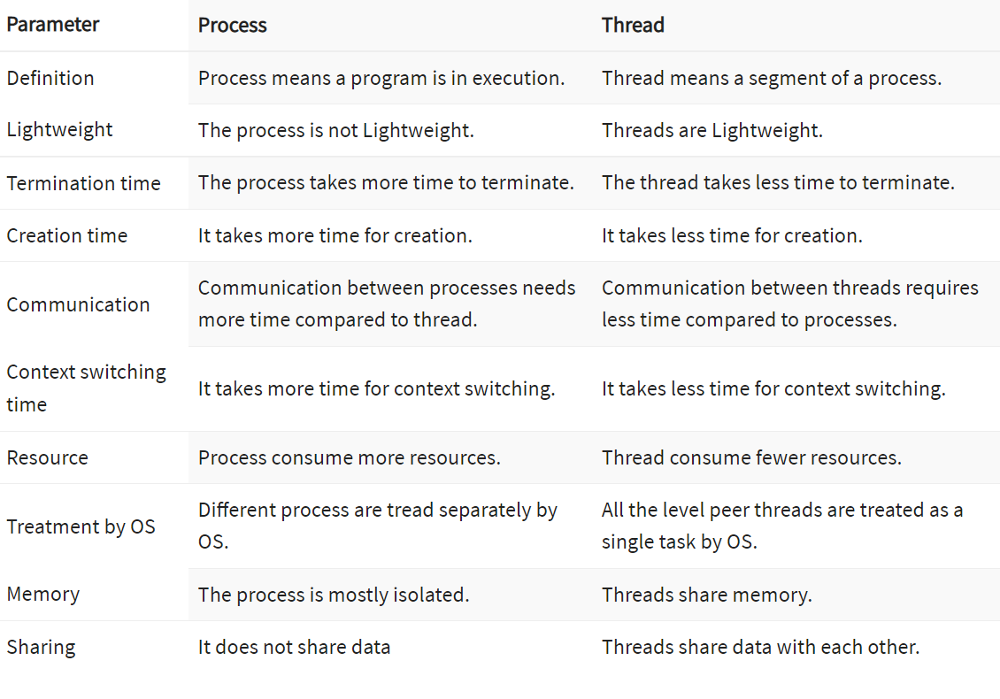 Parameter Process Thread
Definition Process means a program is in execution. Thread means a segment of a process.
Lightweight The process is not Lightweight. Threads are Lightweight.
Termination time The process takes more time to terminate. The thread takes less time to terminate.
Creation time It takes more time for creation. It takes less time for creation.
Communication Communication between processes needs
more time compared to thread. Communication between threads requires
less time compared to processes.
Context switching
time It takes more time for context switching. It takes less time for context switching.
Resource Process consume more resources. Thread consume fewer resources.
Treatment by OS Different process are tread separately by
OS. All the level peer threads are treated as a
single task by OS.
Memory The process is mostly isolated. Threads share memory.
Sharing It does not share data Threads share data with each other.